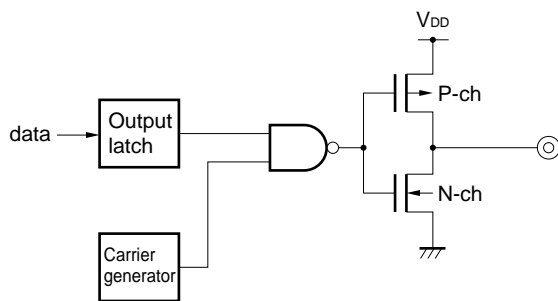 VDD
P-ch
data
Output
latch
N-ch
Carrier
generator